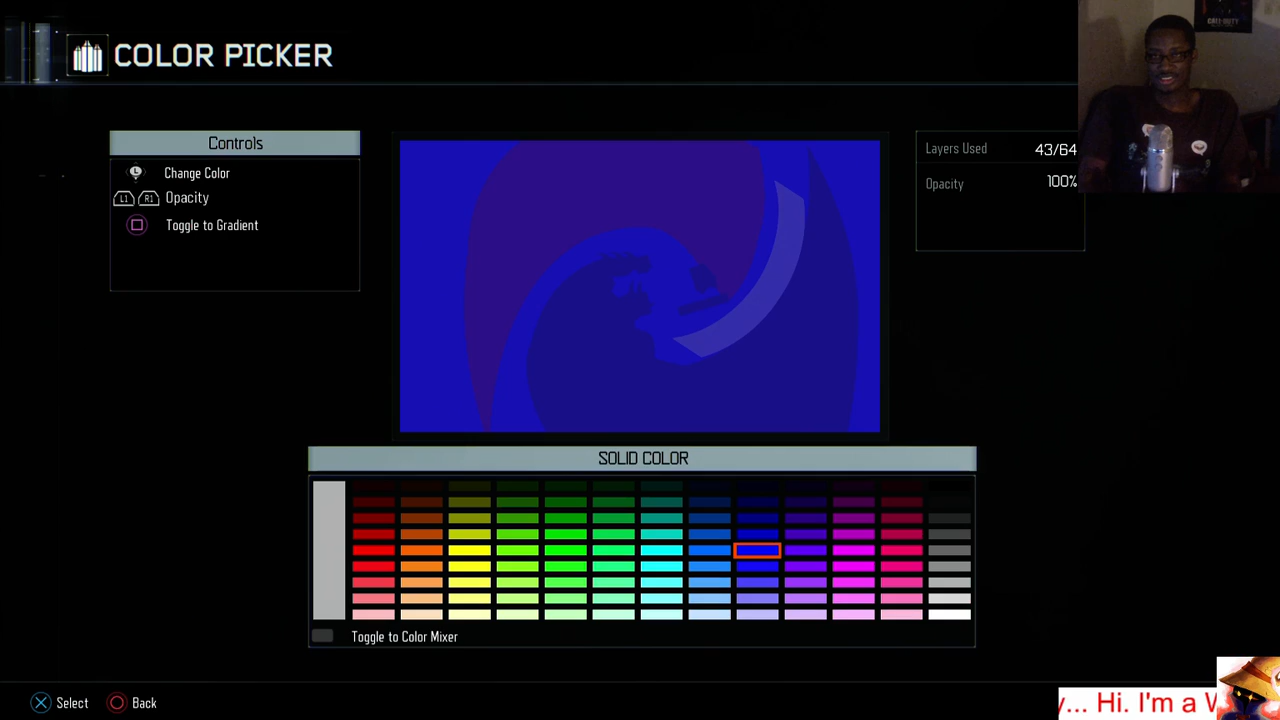 COLOR PICKER
Controls
Change Color
L1 R1 Opacity
Toggle to Gradient
Layers Used 43/64
Opacity 100%
SOLID COLOR
Toggle to Color Mixer
Select Back
... Hi. I'm a